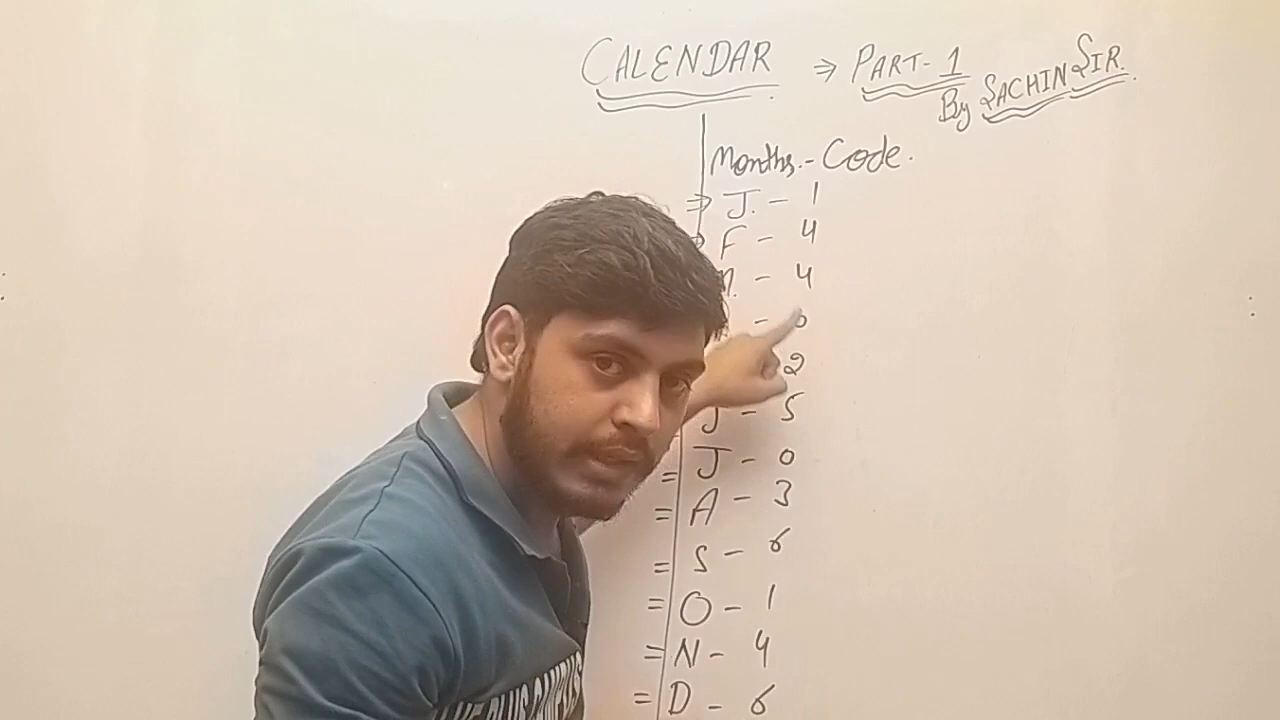 CALENDAR ⇒ PART-1
By SACHIN SIR.
Months.- Code.
⇒ J. - 1
F - 4
- 4
- 0
2
J - 5
= J - 0
= A - 3
= S - 6
= O - 1
= N - 4
= D - 6